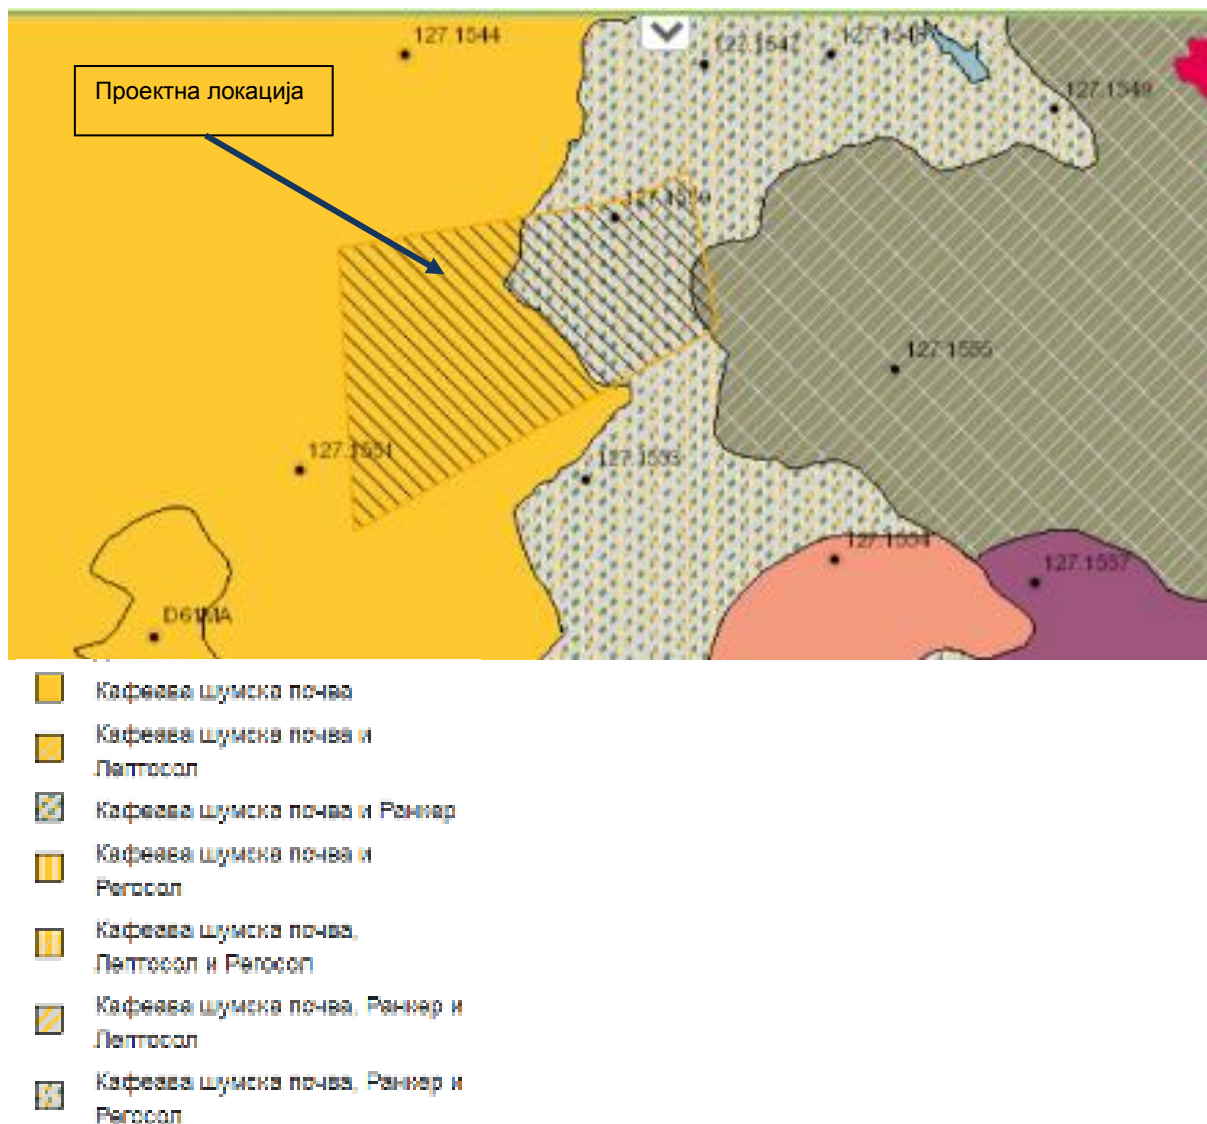 127.1544
127.1547
Проектна локација
127.1549
127.1555
127.1551
127.1553
127.1554
127.1557
D61MA
Кафеава шумска почва
Кафеава шумска почва и
Лептосол
Кафеава шумска почва и Ранкер
Кафеава шумска почва и
Регосол
Кафеава шумска почва,
Лептосол и Регосол
Кафеава шумска почва, Ранкер и
Лептосол
Кафеава шумска почва, Ранкер и
Регосол